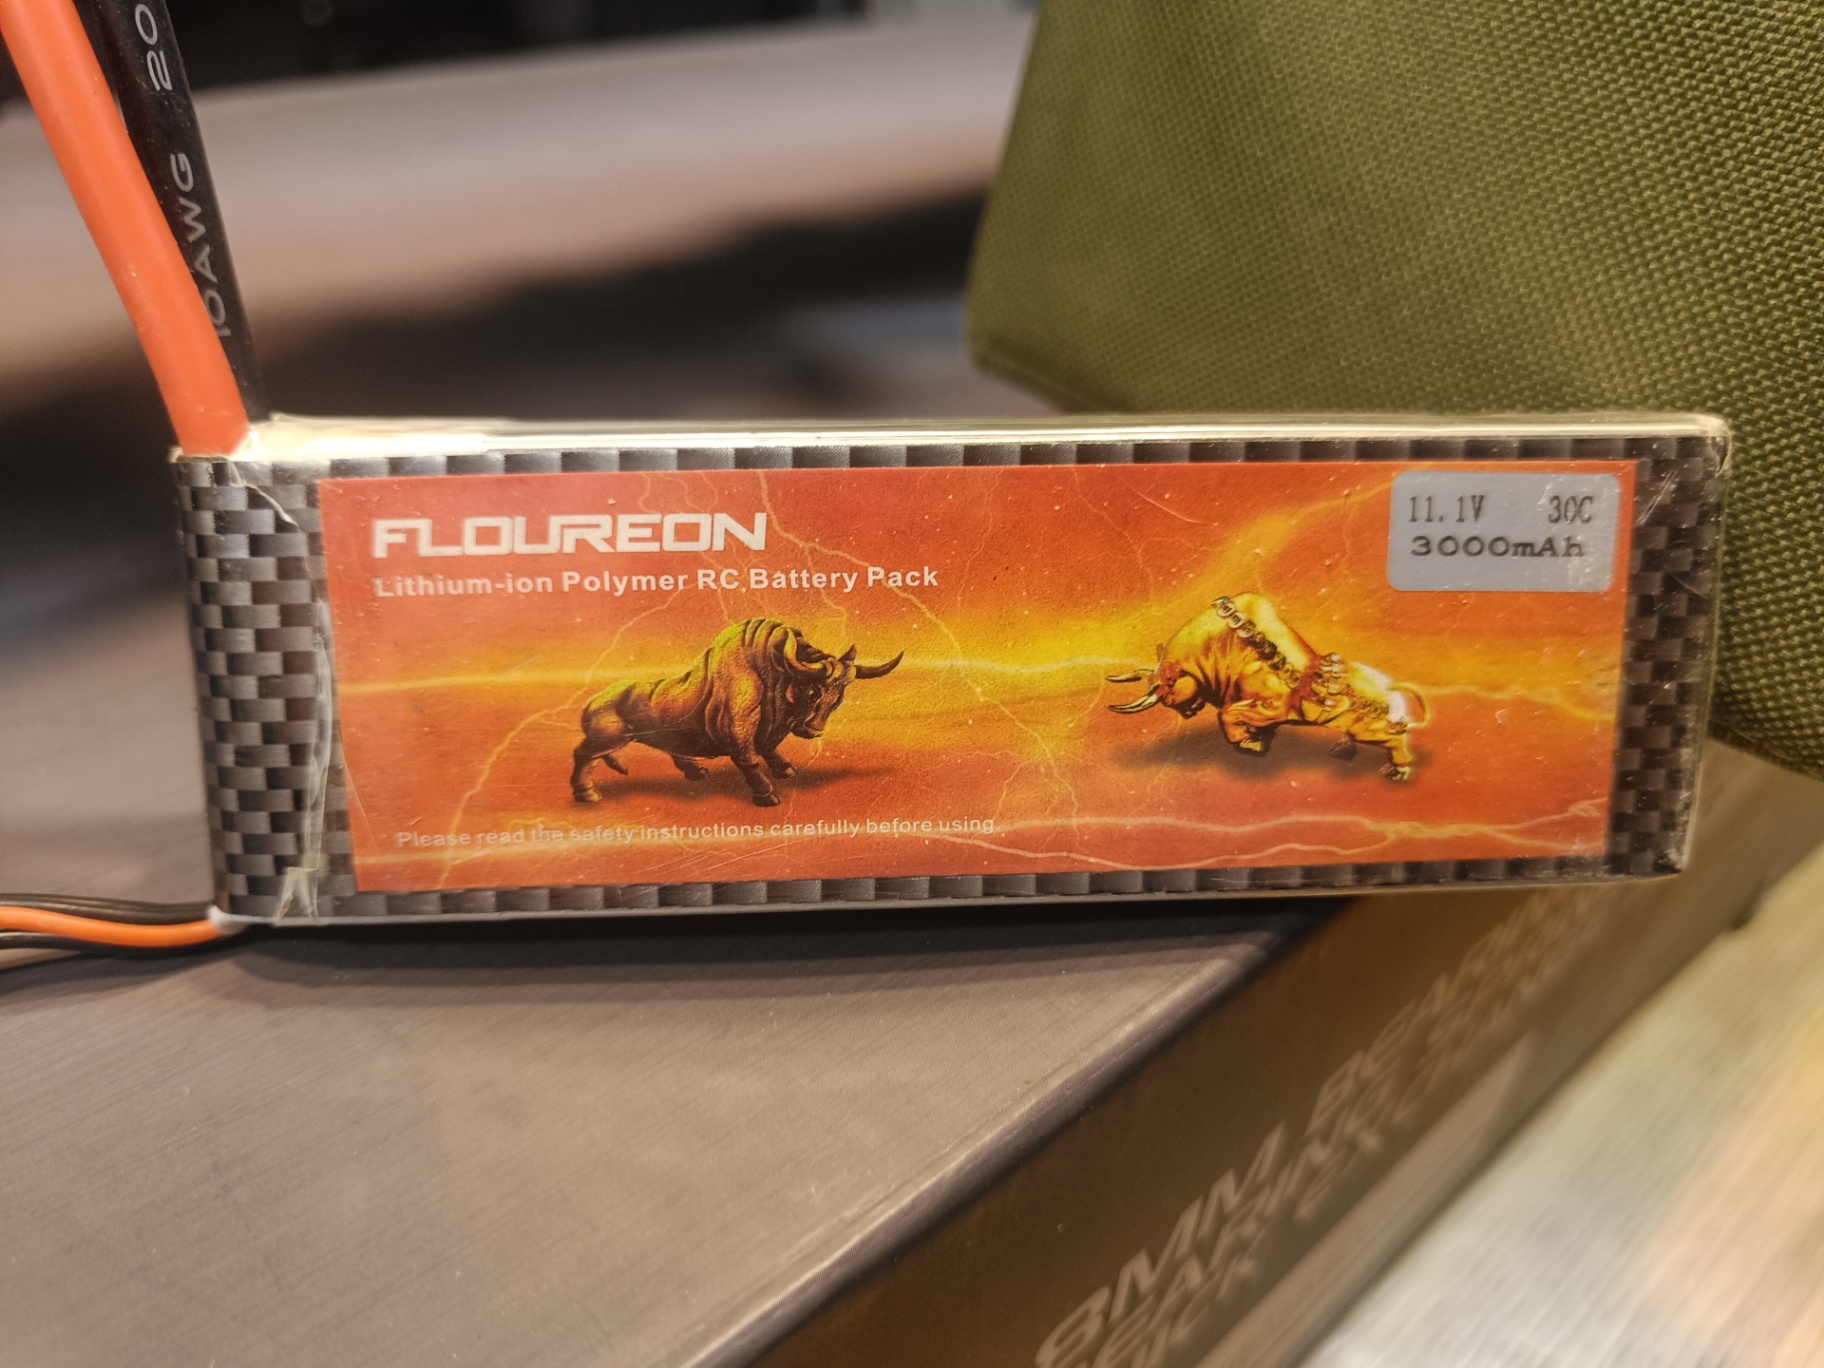 20
10AWG
FLOUREON
Lithium-ion Polymer RC Battery Pack
11.1V 30C
3000mAh
Please read the safety instructions carefully before using.
8MM